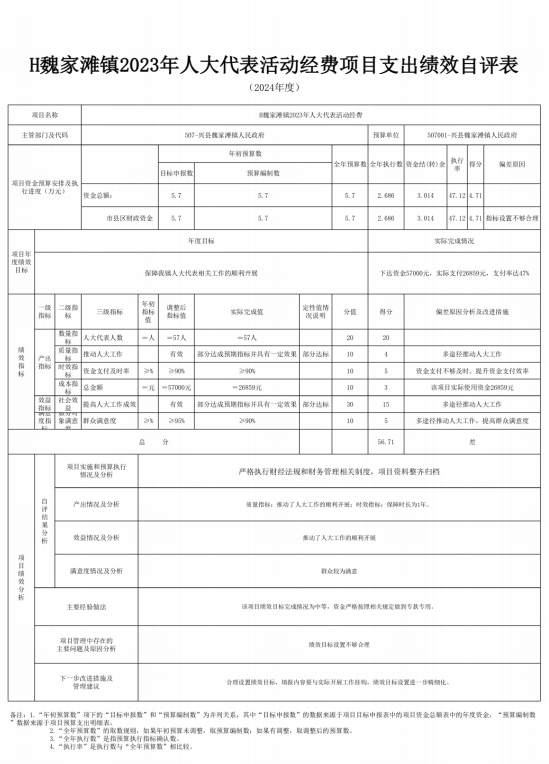 H魏家滩镇2023年人大代表活动经费项目支出绩效自评表
（2024年度）
项目名称 H魏家滩镇2023年人大代表活动经费
主管部门及代码 507-兴县魏家滩镇人民政府 预算单位 507001-兴县魏家滩镇人民政府
项目资金预算安排及执行进度（万元） 年初预算数 全年预算数 全年执行数 资金结(转)余 执行率 得分 偏差原因
目标申报数 预算编制数
资金总额： 5.7 5.7 5.7 2.686 3.014 47.12 4.71
市县区财政资金 5.7 5.7 5.7 2.686 3.014 47.12 4.71 指标设置不够合理
项目年度绩效目标 年度目标 实际完成情况
保障我镇人大代表相关工作的顺利开展 下达资金57000元，实际支付26859元，支付率达47%
绩效指标 一级指标 二级指标 三级指标 年初指标值 调整后指标值 实际完成值 定性值情况说明 分值 得分 偏差原因分析及改进措施
产出指标 数量指标 人大代表人数 ＝人 ＝57人 ＝57人 20 20
质量指标 推动人大工作 有效 部分达成预期指标并具有一定效果 部分达标 10 4 多途径推动人大工作
时效指标 资金支付及时率 ≥% ≥90% ≥90% 10 5 资金支付不够及时，提升资金支付效率
成本指标 总金额 ＝元 ＝57000元 ＝26859元 10 3 该项目实际使用资金26859元
效益指标 社会效益 提高人大工作成效 有效 部分达成预期指标并具有一定效果 部分达标 30 15 多途径推动人大工作
满意度指标 服务对象满意度 群众满意度 ≥% ≥95% ≥90% 10 5 多途径推动人大工作，提高群众满意度
总 分 56.71 差
项目绩效分析 自评结果分析 项目实施和预算执行情况及分析 严格执行财经法规和财务管理相关制度，项目资料整齐归档
产出情况及分析 质量指标：推动了人大工作的顺利开展；时效指标：保障时长为1年。
效益情况及分析 推动了人大工作的顺利开展
满意度情况及分析 群众较为满意
主要经验做法 该项目绩效目标完成情况为中等，资金严格按照相关规定做到专款专用。
项目管理中存在的主要问题及原因分析 绩效目标设置不够合理
下一步改进措施及管理建议 合理设置绩效目标，填报内容要与实际开展工作挂钩，绩效目标设置进一步精细化。
备注：1.“年初预算数”项下的“目标申报数”和“预算编制数”为并列关系，其中“目标申报数”的数据来源于项目目标申报表中的项目资金总额表中的年度资金，“预算编制数
”数据来源于项目预算支出明细表。
2.“全年预算数”的取数规则，如果年初预算未调整，取预算编制数；如果有调整，取调整后的预算数。
3.“全年执行数”是指预算执行指标确认数。
4.“执行率”是执行数与“全年预算数”相比较。